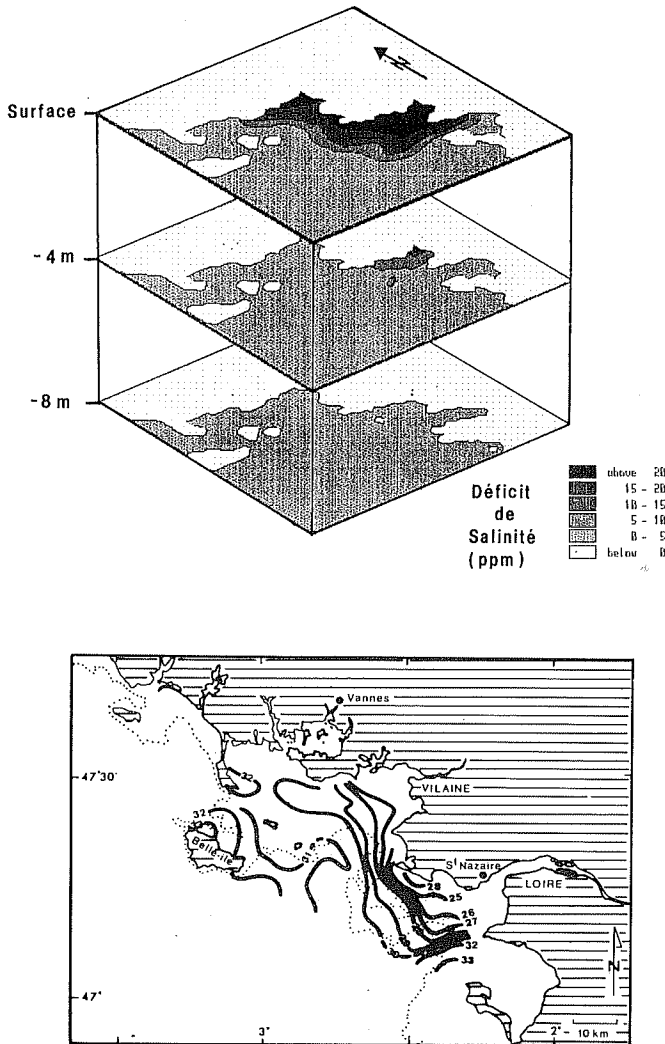 N
Surface
- 4 m
-8 m
Déficit
de
Salinité
(ppm)
above 20
15 - 20
10 - 15
5 - 10
0 - 5
below 0
Vannes
47°30'
32
VILAINE
32
33
Belle-ile
St Nazaire
28
25
LOIRE
26
27
32
33
N
47°
3°
2°
10 km